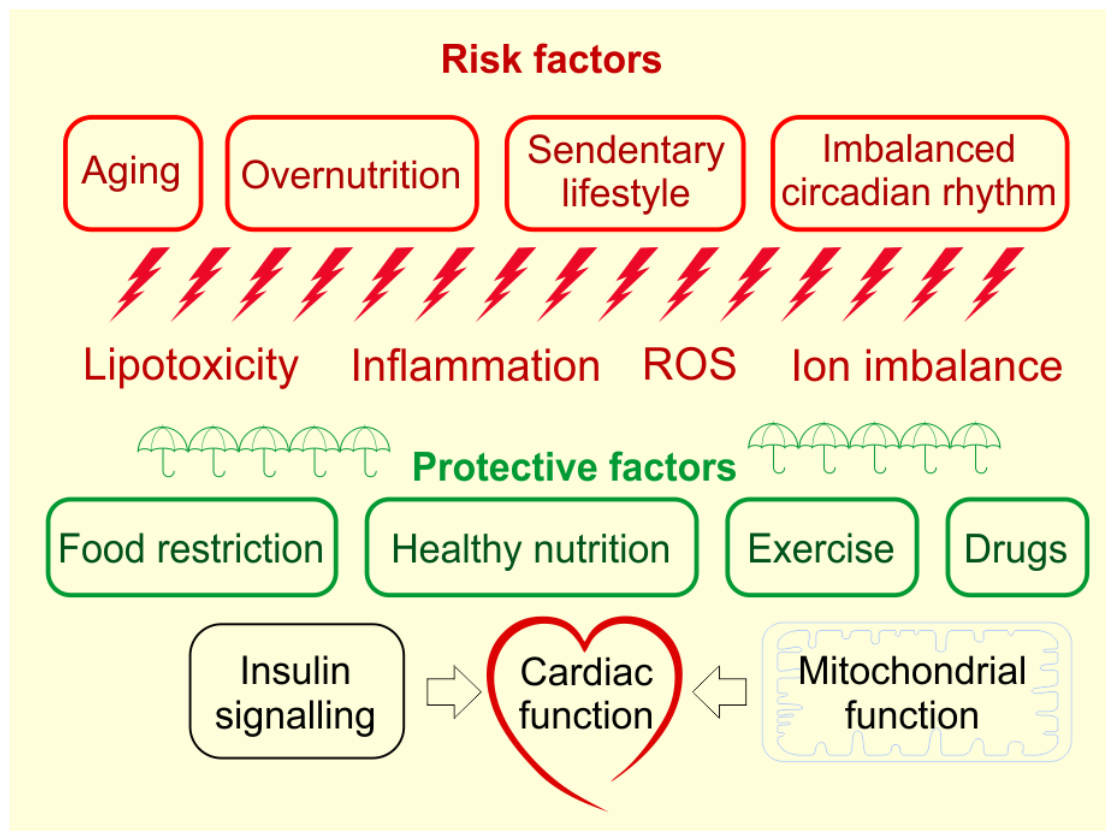 Risk factors
Aging
Overnutrition
Sendentary
lifestyle
Imbalanced
circadian rhythm
Lipotoxicity
Inflammation
ROS
Ion imbalance
Protective factors
Food restriction
Healthy nutrition
Exercise
Drugs
Insulin
signalling
Cardiac
function
Mitochondrial
function